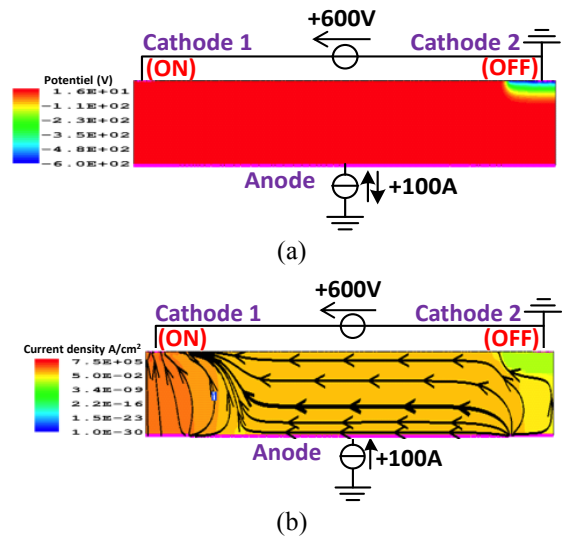 +600V
Cathode 1
Cathode 2
(ON)
(OFF)
Potentiel (V)
1.6E+01
-1.1E+02
-2.3E+02
-3.5E+02
-4.8E+02
-6.0E+02
Anode
+100A
(a)
+600V
Cathode 1
Cathode 2
(ON)
(OFF)
Current density A/cm²
7.5E+05
5.0E-02
3.4E-09
2.2E-16
1.5E-23
1.0E-30
Anode
+100A
(b)